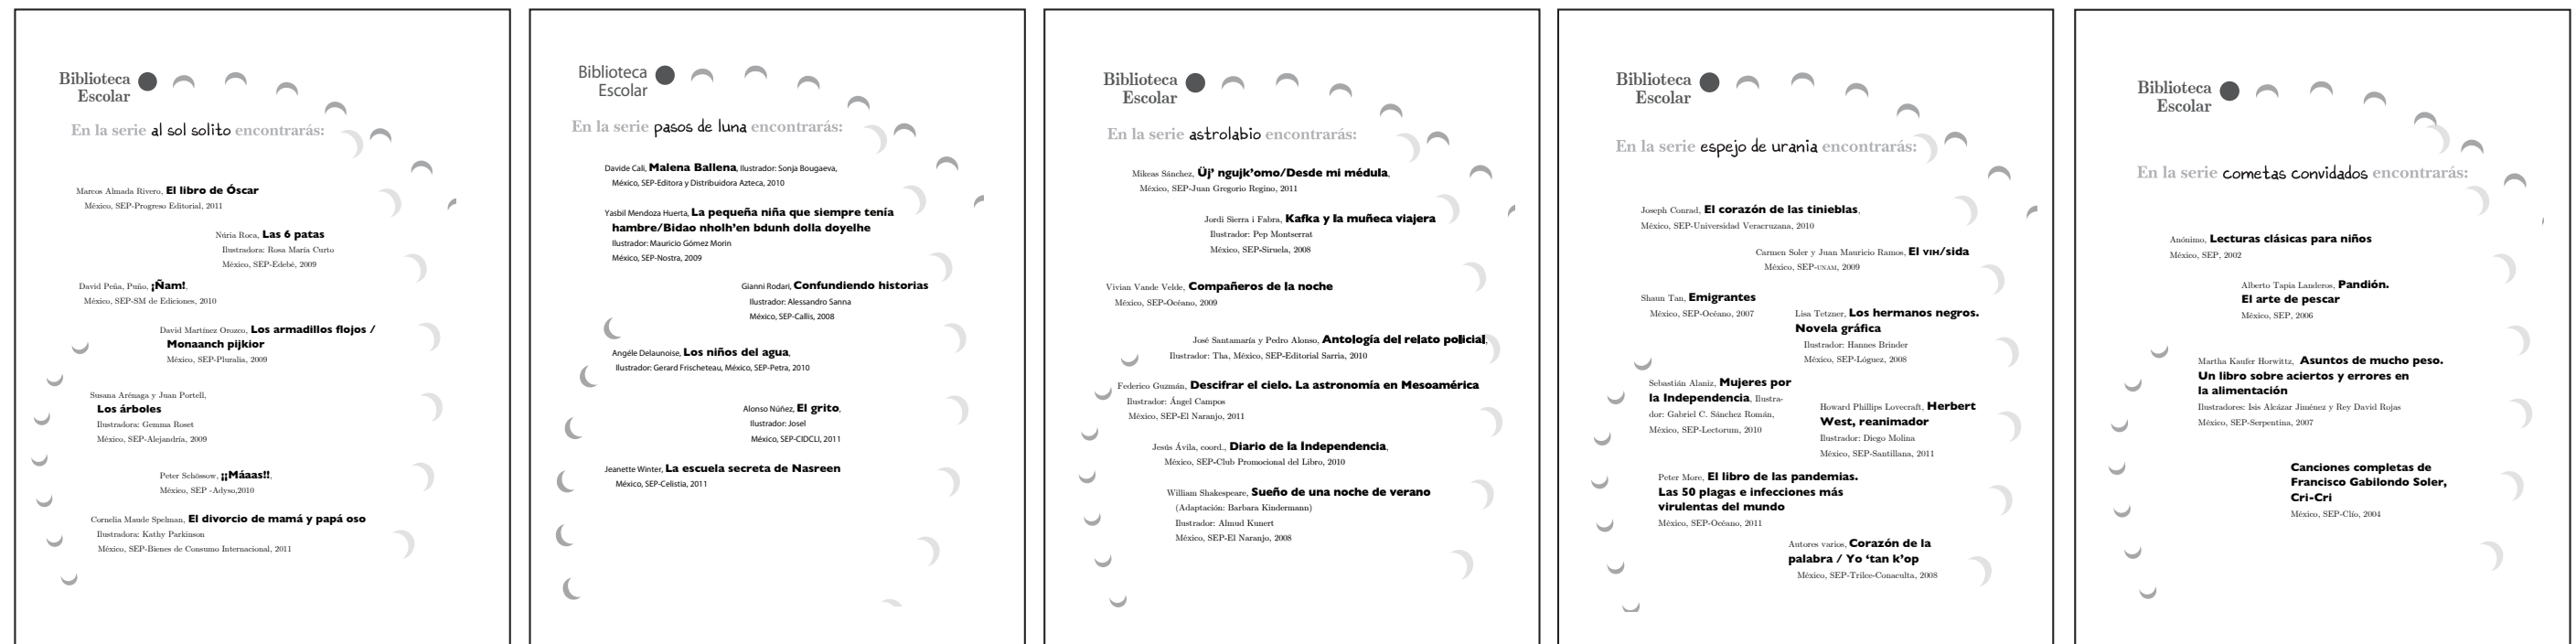 Biblioteca
Escolar
En la serie al sol solito encontrarás:
Marcos Almada Rivero, El libro de Óscar
México, SEP-Progreso Editorial, 2011
Núria Roca, Las 6 patas
Ilustradora: Rosa María Curto
México, SEP-Edebé, 2009
David Peña, Puño, ¡Ñam!,
México, SEP-SM de Ediciones, 2010
David Martínez Orozco, Los armadillos flojos /
Monaanch pijkior
México, SEP-Pluralia, 2009
Susana Arénaga y Juan Portell,
Los árboles
Ilustradora: Gemma Roset
México, SEP-Alejandría, 2009
Peter Schössow, ¡¡Máaas!!,
México, SEP -Adyso,2010
Cornelia Maude Spelman, El divorcio de mamá y papá oso
Ilustradora: Kathy Parkinson
México, SEP-Bienes de Consumo Internacional, 2011
Biblioteca
Escolar
En la serie pasos de luna encontrarás:
Davide Cali, Malena Ballena, Ilustrador: Sonja Bougaeva,
México, SEP-Editora y Distribuidora Azteca, 2010
Yasbil Mendoza Huerta, La pequeña niña que siempre tenía
hambre/Bidao nholh'en bdunh dolla doyelhe
Ilustrador: Mauricio Gómez Morin
México, SEP-Nostra, 2009
Gianni Rodari, Confundiendo historias
Ilustrador: Alessandro Sanna
México, SEP-Callis, 2008
Angéle Delaunoise, Los niños del agua,
Ilustrador: Gerard Frischeteau, México, SEP-Petra, 2010
Alonso Núñez, El grito,
Ilustrador: Josel
México, SEP-CIDCLI, 2011
Jeanette Winter, La escuela secreta de Nasreen
México, SEP-Celistia, 2011
Biblioteca
Escolar
En la serie astrolabio encontrarás:
Mikeas Sánchez, Üj' ngujk'omo/Desde mi médula,
México, SEP-Juan Gregorio Regino, 2011
Jordi Sierra i Fabra, Kafka y la muñeca viajera
Ilustrador: Pep Montserrat
México, SEP-Siruela, 2008
Vivian Vande Velde, Compañeros de la noche
México, SEP-Océano, 2009
José Santamaría y Pedro Alonso, Antología del relato policial,
Ilustrador: Tha, México, SEP-Editorial Sarria, 2010
Federico Guzmán, Descifrar el cielo. La astronomía en Mesoamérica
Ilustrador: Ángel Campos
México, SEP-El Naranjo, 2011
Jesús Ávila, coord., Diario de la Independencia,
México, SEP-Club Promocional del Libro, 2010
William Shakespeare, Sueño de una noche de verano
(Adaptación: Barbara Kindermann)
Ilustrador: Almud Kunert
México, SEP-El Naranjo, 2008
Biblioteca
Escolar
En la serie espejo de urania encontrarás:
Joseph Conrad, El corazón de las tinieblas,
México, SEP-Universidad Veracruzana, 2010
Carmen Soler y Juan Mauricio Ramos, El VIH/sida
México, SEP-UNAM, 2009
Shaun Tan, Emigrantes
México, SEP-Océano, 2007
Lisa Tetzner, Los hermanos negros.
Novela gráfica
Ilustrador: Hannes Brinder
México, SEP-Lóguez, 2008
Sebastián Alaniz, Mujeres por
la Independencia, Ilustra-
dor: Gabriel C. Sánchez Román,
México, SEP-Lectorum, 2010
Howard Phillips Lovecraft, Herbert
West, reanimador
Ilustrador: Diego Molina
México, SEP-Santillana, 2011
Peter More, El libro de las pandemias.
Las 50 plagas e infecciones más
virulentas del mundo
México, SEP-Océano, 2011
Autores varios, Corazón de la
palabra / Yo 'tan k'op
México, SEP-Trilce-Conaculta, 2008
Biblioteca
Escolar
En la serie cometas convidados encontrarás:
Anónimo, Lecturas clásicas para niños
México, SEP, 2002
Alberto Tapia Landeros, Pandión.
El arte de pescar
México, SEP, 2006
Martha Kaufer Horwittz, Asuntos de mucho peso.
Un libro sobre aciertos y errores en
la alimentación
Ilustradores: Isis Alcázar Jiménez y Rey David Rojas
México, SEP-Serpentina, 2007
Canciones completas de
Francisco Gabilondo Soler,
Cri-Cri
México, SEP-Clío, 2004